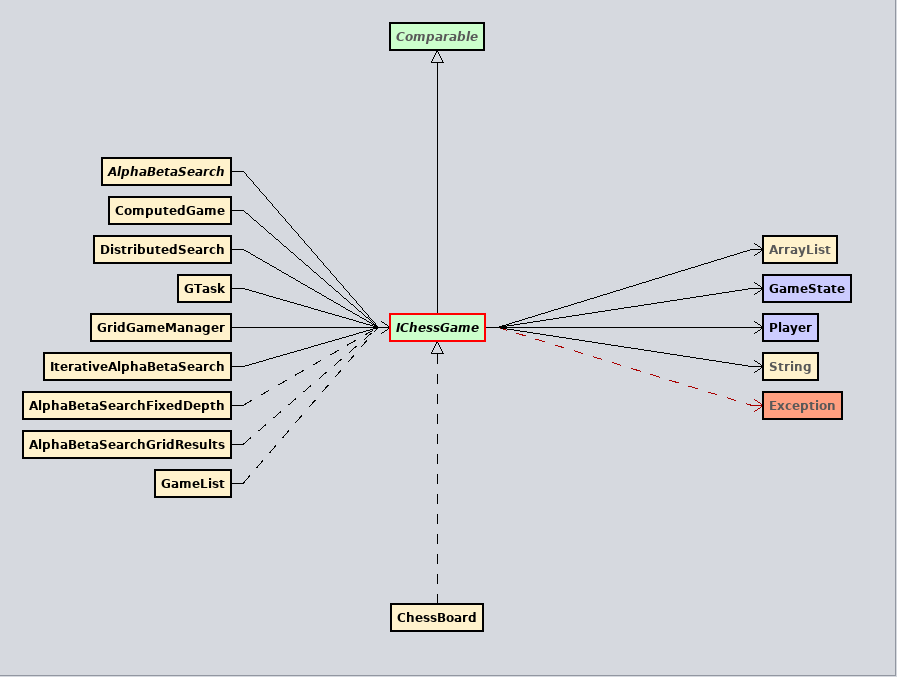 Comparable
AlphaBetaSearch
ComputedGame
DistributedSearch
GTask
GridGameManager
IterativeAlphaBetaSearch
AlphaBetaSearchFixedDepth
AlphaBetaSearchGridResults
GameList
IChessGame
ArrayList
GameState
Player
String
Exception
ChessBoard